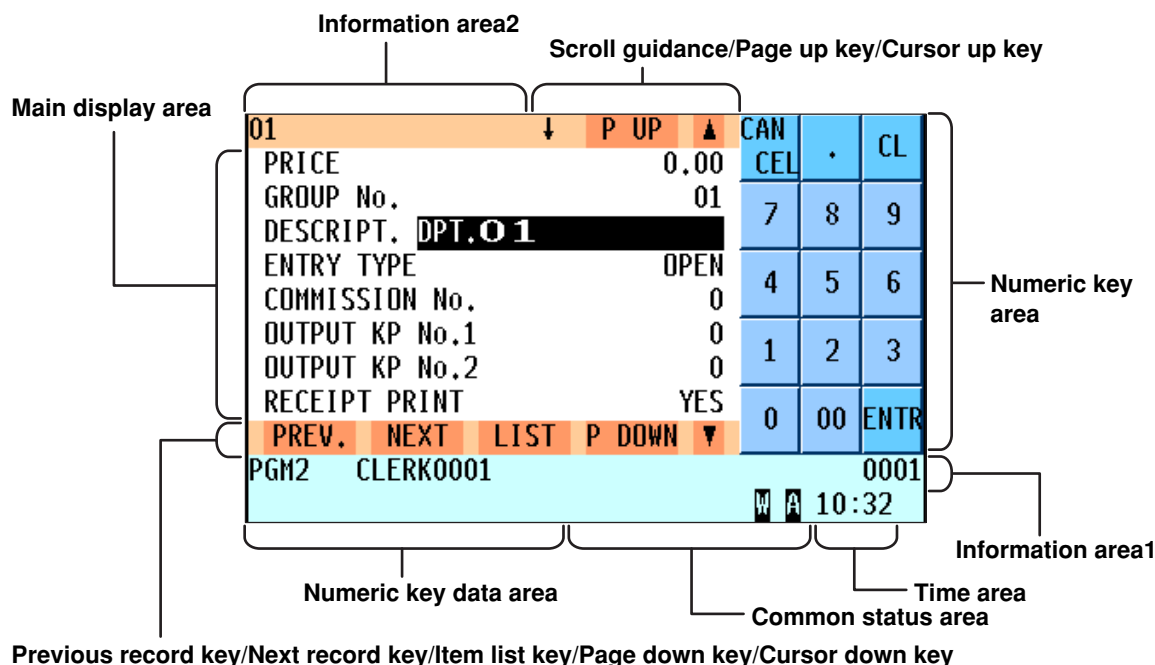 Information area2
Scroll guidance/Page up key/Cursor up key
Main display area
01 ↓ P UP ▲
PRICE 0.00
GROUP No. 01
DESCRIPT. DPT.01
ENTRY TYPE OPEN
COMMISSION No. 0
OUTPUT KP No.1 0
OUTPUT KP No.2 0
RECEIPT PRINT YES
PREV. NEXT LIST P DOWN ▼
CAN
CEL . CL
7 8 9
4 5 6
1 2 3
0 00 ENTR
Numeric key
area
PGM2 CLERK0001 0001
W A 10:32
Information area1
Numeric key data area
Time area
Common status area
Previous record key/Next record key/Item list key/Page down key/Cursor down key